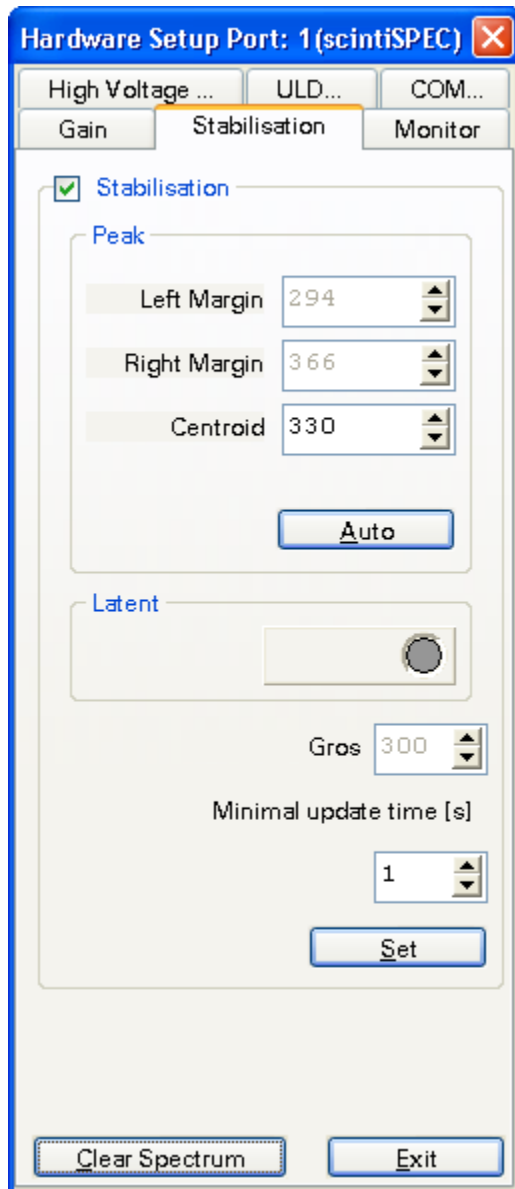 Hardware Setup Port: 1(scintiSPEC)
High Voltage ... ULD... COM...
Gain Stabilisation Monitor
Stabilisation
Peak
Left Margin 294
Right Margin 366
Centroid 330
Auto
Latent
Gros 300
Minimal update time [s]
1
Set
Clear Spectrum Exit